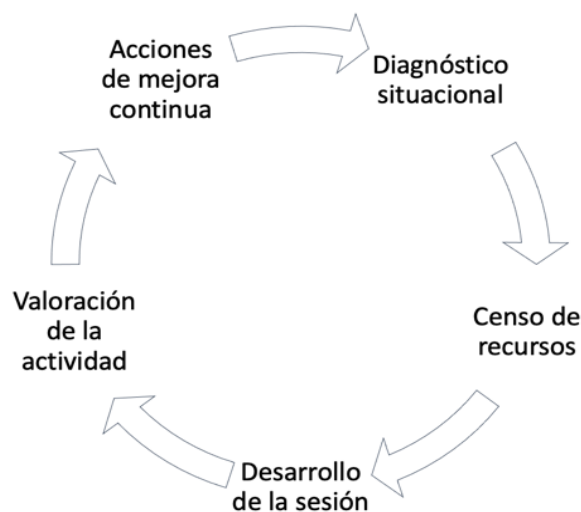 Acciones
de mejora
continua
Diagnóstico
situacional
Censo de
recursos
Desarrollo
de la sesión
Valoración
de la
actividad